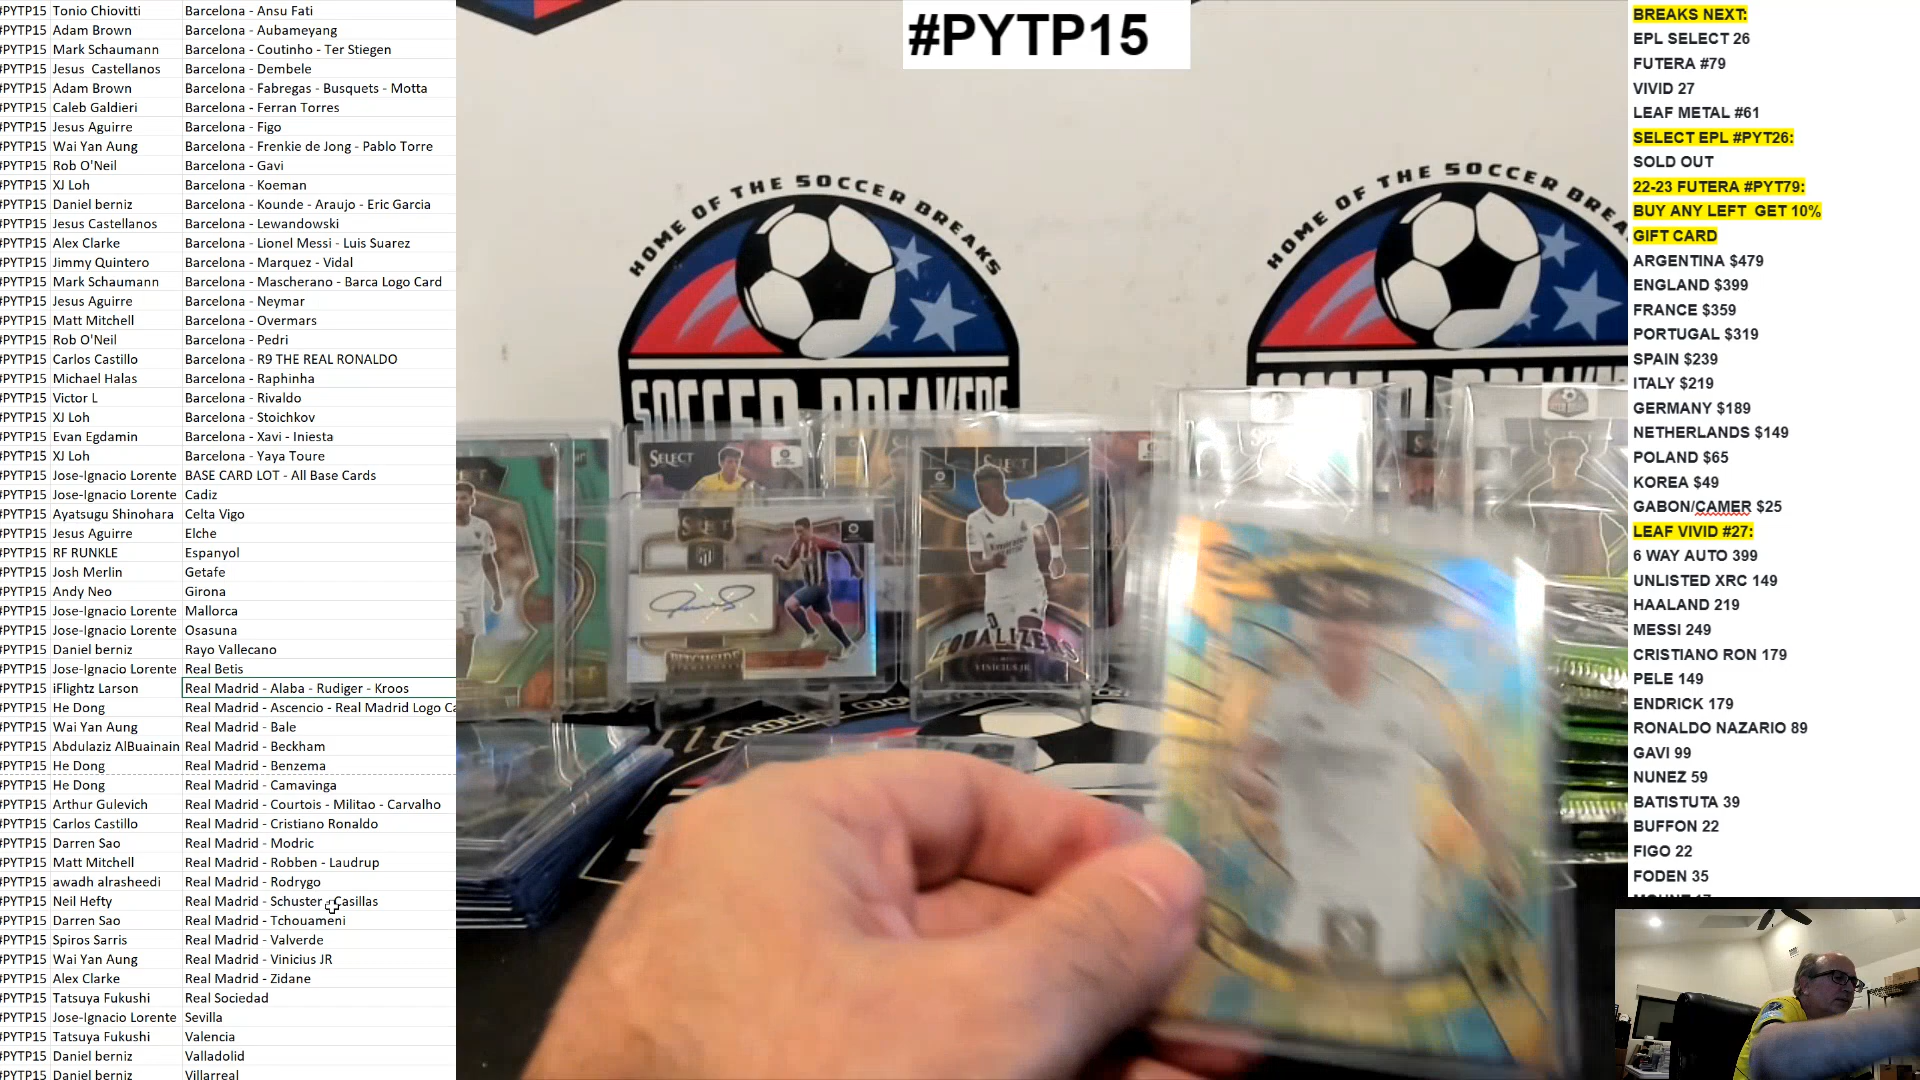 #PYTP15 Tonio Chiovitti Barcelona - Ansu Fati
#PYTP15 Adam Brown Barcelona - Aubameyang
#PYTP15 Mark Schaumann Barcelona - Coutinho - Ter Stiegen
#PYTP15 Jesus Castellanos Barcelona - Dembele
#PYTP15 Adam Brown Barcelona - Fabregas - Busquets - Motta
#PYTP15 Caleb Galdieri Barcelona - Ferran Torres
#PYTP15 Jesus Aguirre Barcelona - Figo
#PYTP15 Wai Yan Aung Barcelona - Frenkie de Jong - Pablo Torre
#PYTP15 Rob O'Neil Barcelona - Gavi
#PYTP15 XJ Loh Barcelona - Koeman
#PYTP15 Daniel berniz Barcelona - Kounde - Araujo - Eric Garcia
#PYTP15 Jesus Castellanos Barcelona - Lewandowski
#PYTP15 Alex Clarke Barcelona - Lionel Messi - Luis Suarez
#PYTP15 Jimmy Quintero Barcelona - Marquez - Vidal
#PYTP15 Mark Schaumann Barcelona - Mascherano - Barca Logo Card
#PYTP15 Jesus Aguirre Barcelona - Neymar
#PYTP15 Matt Mitchell Barcelona - Overmars
#PYTP15 Rob O'Neil Barcelona - Pedri
#PYTP15 Carlos Castillo Barcelona - R9 THE REAL RONALDO
#PYTP15 Michael Halas Barcelona - Raphinha
#PYTP15 Victor L Barcelona - Rivaldo
#PYTP15 XJ Loh Barcelona - Stoichkov
#PYTP15 Evan Egdamin Barcelona - Xavi - Iniesta
#PYTP15 XJ Loh Barcelona - Yaya Toure
#PYTP15 Jose-Ignacio Lorente BASE CARD LOT - All Base Cards
#PYTP15 Jose-Ignacio Lorente Cadiz
#PYTP15 Ayatsugu Shinohara Celta Vigo
#PYTP15 Jesus Aguirre Elche
#PYTP15 RF RUNKLE Espanyol
#PYTP15 Josh Merlin Getafe
#PYTP15 Andy Neo Girona
#PYTP15 Jose-Ignacio Lorente Mallorca
#PYTP15 Jose-Ignacio Lorente Osasuna
#PYTP15 Daniel berniz Rayo Vallecano
#PYTP15 Jose-Ignacio Lorente Real Betis
#PYTP15 iFlightz Larson Real Madrid - Alaba - Rudiger - Kroos
#PYTP15 He Dong Real Madrid - Ascencio - Real Madrid Logo Ca
#PYTP15 Wai Yan Aung Real Madrid - Bale
#PYTP15 Abdulaziz AlBuainain Real Madrid - Beckham
#PYTP15 He Dong Real Madrid - Benzema
#PYTP15 He Dong Real Madrid - Camavinga
#PYTP15 Arthur Gulevich Real Madrid - Courtois - Militao - Carvalho
#PYTP15 Carlos Castillo Real Madrid - Cristiano Ronaldo
#PYTP15 Darren Sao Real Madrid - Modric
#PYTP15 Matt Mitchell Real Madrid - Robben - Laudrup
#PYTP15 awadh alrasheedi Real Madrid - Rodrygo
#PYTP15 Neil Hefty Real Madrid - Schuster - Casillas
#PYTP15 Darren Sao Real Madrid - Tchouameni
#PYTP15 Spiros Sarris Real Madrid - Valverde
#PYTP15 Wai Yan Aung Real Madrid - Vinicius JR
#PYTP15 Alex Clarke Real Madrid - Zidane
#PYTP15 Tatsuya Fukushi Real Sociedad
#PYTP15 Jose-Ignacio Lorente Sevilla
#PYTP15 Tatsuya Fukushi Valencia
#PYTP15 Daniel berniz Valladolid
#PYTP15 Daniel berniz Villarreal
#PYTP15
HOME OF THE SOCCER BREAKS
SOCCER BREAKERS
HOME OF THE SOCCER BREA
SOCCER BREAKERS
SELECT
SELECT
SELECT
PITCHSIDE
EQUALIZERS
VINICIUS JR.
BREAKS NEXT:
EPL SELECT 26
FUTERA #79
VIVID 27
LEAF METAL #61
SELECT EPL #PYT26:
SOLD OUT
22-23 FUTERA #PYT79:
BUY ANY LEFT GET 10%
GIFT CARD
ARGENTINA $479
ENGLAND $399
FRANCE $359
PORTUGAL $319
SPAIN $239
ITALY $219
GERMANY $189
NETHERLANDS $149
POLAND $65
KOREA $49
GABON/CAMER $25
LEAF VIVID #27:
6 WAY AUTO 399
UNLISTED XRC 149
HAALAND 219
MESSI 249
CRISTIANO RON 179
PELE 149
ENDRICK 179
RONALDO NAZARIO 89
GAVI 99
NUNEZ 59
BATISTUTA 39
BUFFON 22
FIGO 22
FODEN 35